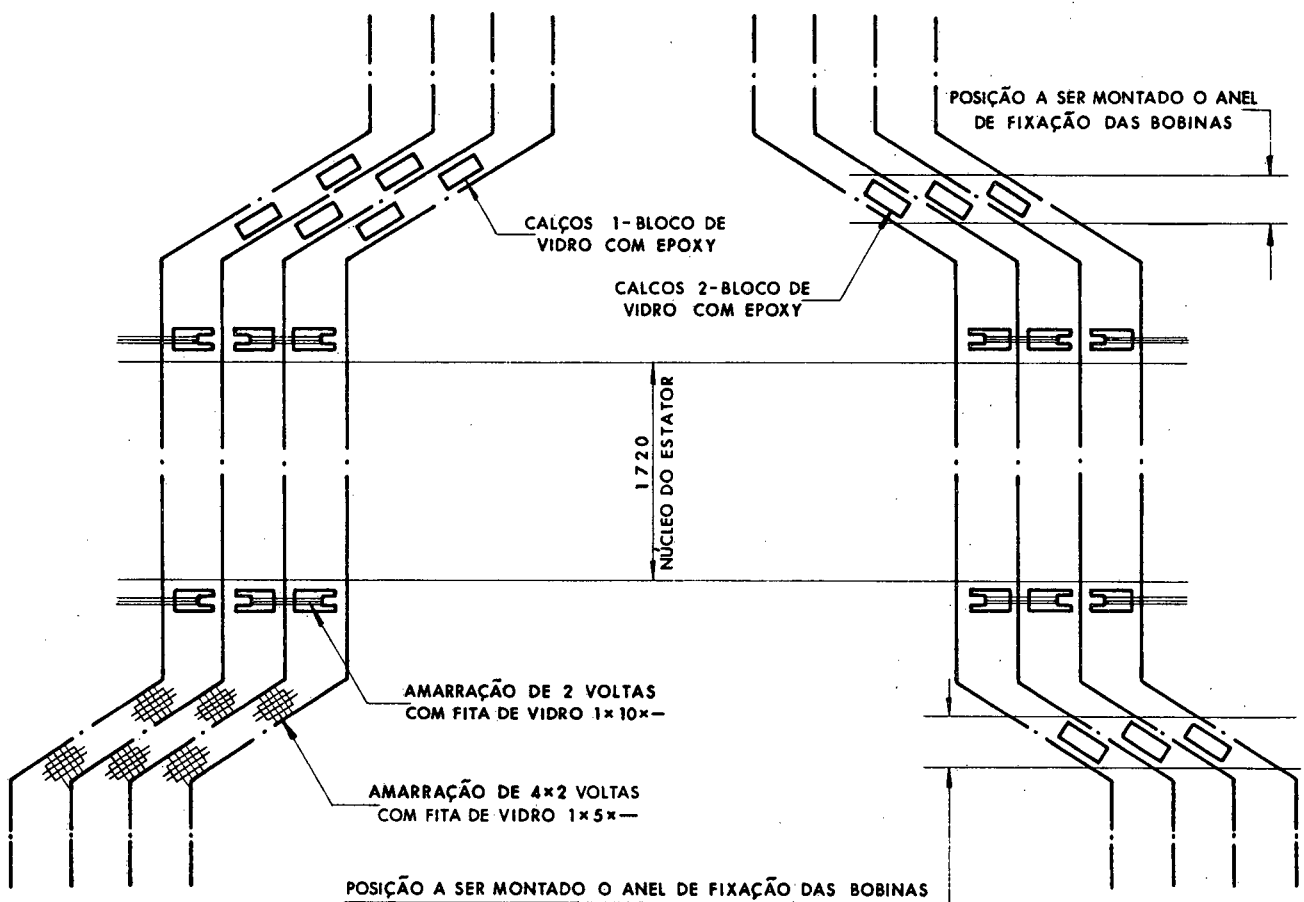 POSIÇÃO A SER MONTADO O ANEL
DE FIXAÇÃO DAS BOBINAS
CALÇOS 1-BLOCO DE
VIDRO COM EPOXY
CALCOS 2-BLOCO DE
VIDRO COM EPOXY
1720
NÚCLEO DO ESTATOR
AMARRAÇÃO DE 2 VOLTAS
COM FITA DE VIDRO 1×10×—
AMARRAÇÃO DE 4×2 VOLTAS
COM FITA DE VIDRO 1×5×—
POSIÇÃO A SER MONTADO O ANEL DE FIXAÇÃO DAS BOBINAS